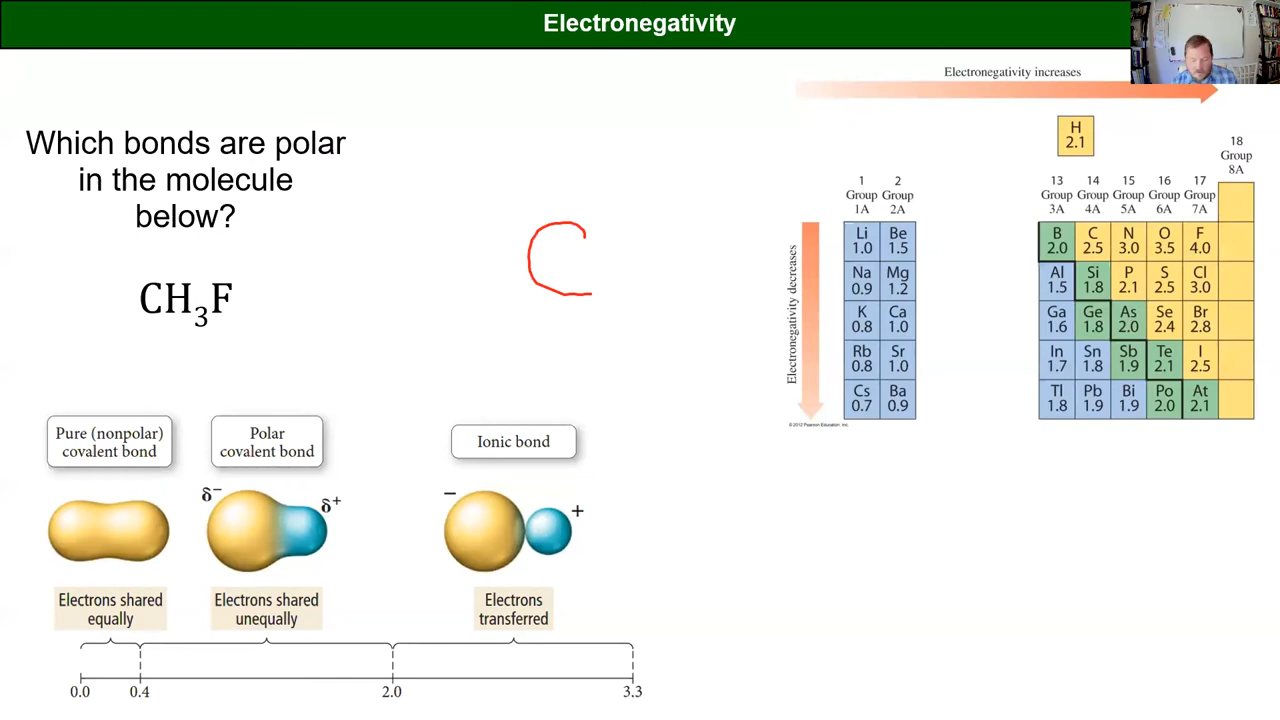 Electronegativity
Which bonds are polar
in the molecule
below?
CH₃F
C
Electronegativity increases
Electronegativity decreases
H
2.1
1
Group
1A
2
Group
2A
13
Group
3A
14
Group
4A
15
Group
5A
16
Group
6A
17
Group
7A
18
Group
8A
Li Be B C N O F
1.0 1.5 2.0 2.5 3.0 3.5 4.0
Na Mg Al Si P S Cl
0.9 1.2 1.5 1.8 2.1 2.5 3.0
K Ca Ga Ge As Se Br
0.8 1.0 1.6 1.8 2.0 2.4 2.8
Rb Sr In Sn Sb Te I
0.8 1.0 1.7 1.8 1.9 2.1 2.5
Cs Ba Tl Pb Bi Po At
0.7 0.9 1.8 1.9 1.9 2.0 2.1
© 2012 Pearson Education, Inc.
Pure (nonpolar)
covalent bond
Polar
covalent bond
Ionic bond
δ− δ+
− +
Electrons shared
equally
Electrons shared
unequally
Electrons
transferred
0.0 0.4 2.0 3.3